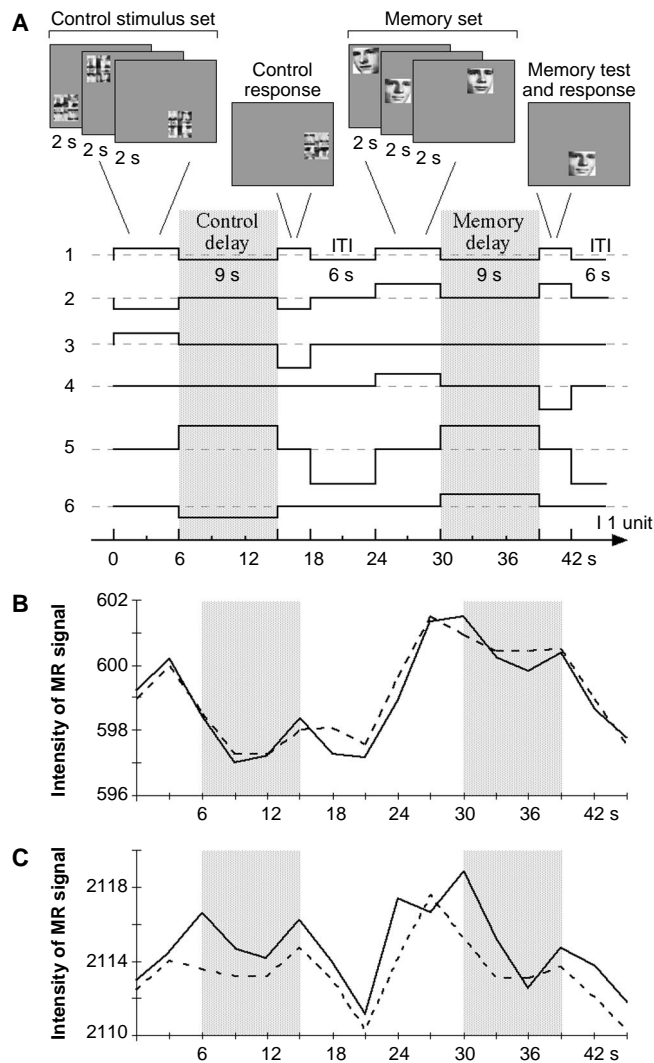 A
Control stimulus set
Memory set
Control
response
Memory test
and response
2 s
2 s
2 s
2 s
2 s
2 s
Control
delay
Memory
delay
1
ITI
ITI
9 s
6 s
9 s
6 s
2
3
4
5
6
I 1 unit
0 6 12 18 24 30 36 42 s
B
Intensity of MR signal
602
600
598
596
6 12 18 24 30 36 42 s
C
Intensity of MR signal
2118
2114
2110
6 12 18 24 30 36 42 s